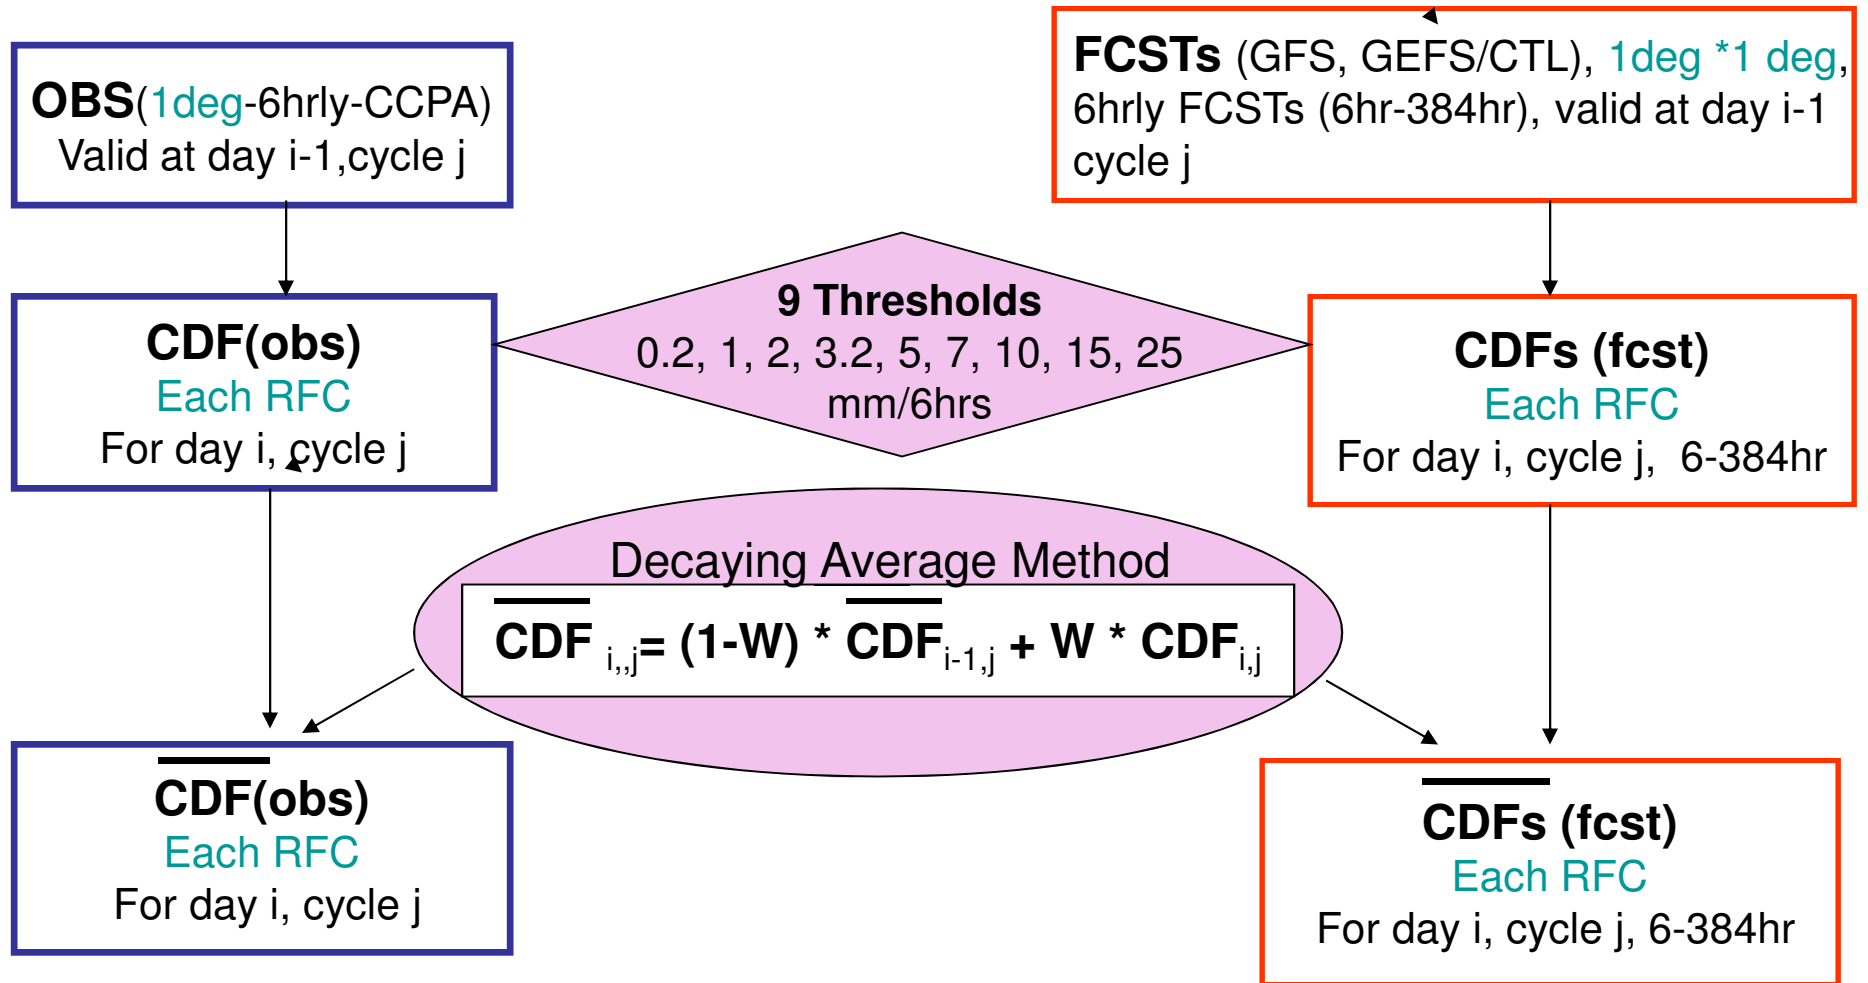 OBS(1deg-6hrly-CCPA)
Valid at day i-1,cycle j
FCSTs (GFS, GEFS/CTL), 1deg *1 deg,
6hrly FCSTs (6hr-384hr), valid at day i-1
cycle j
9 Thresholds
0.2, 1, 2, 3.2, 5, 7, 10, 15, 25
mm/6hrs
CDF(obs)
Each RFC
For day i, cycle j
CDFs (fcst)
Each RFC
For day i, cycle j, 6-384hr
Decaying Average Method
C̅D̅F̅ i,,j= (1-W) * C̅D̅F̅i-1,j + W * CDFi,j
C̅D̅F̅(obs)
Each RFC
For day i, cycle j
C̅D̅F̅s̅ (fcst)
Each RFC
For day i, cycle j, 6-384hr